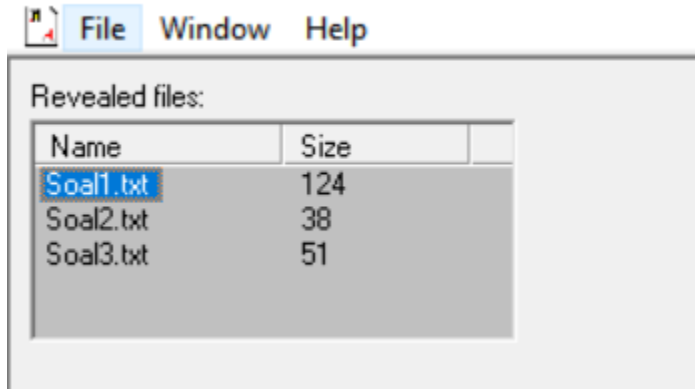 File Window Help
Revealed files:
Name Size
Soal1.txt 124
Soal2.txt 38
Soal3.txt 51